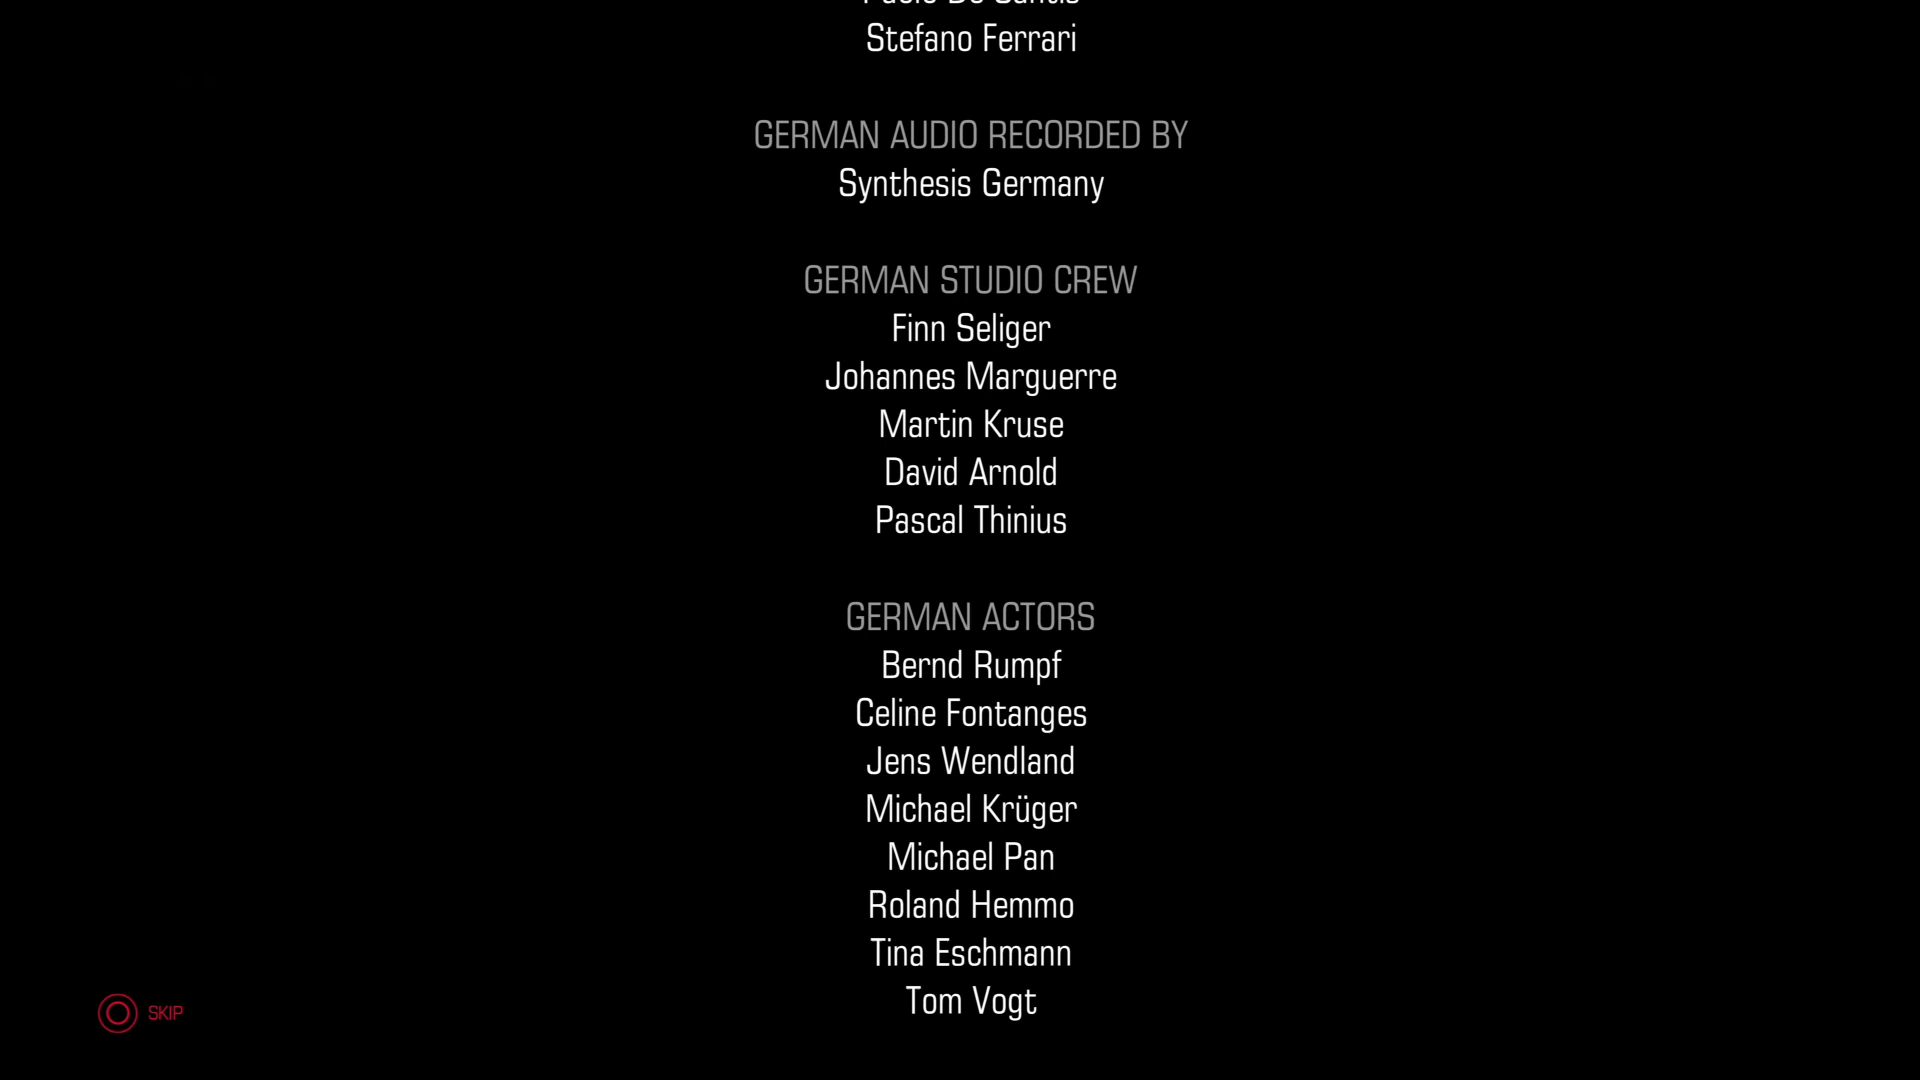 Stefano Ferrari
GERMAN AUDIO RECORDED BY
Synthesis Germany
GERMAN STUDIO CREW
Finn Seliger
Johannes Marguerre
Martin Kruse
David Arnold
Pascal Thinius
GERMAN ACTORS
Bernd Rumpf
Celine Fontanges
Jens Wendland
Michael Krüger
Michael Pan
Roland Hemmo
Tina Eschmann
Tom Vogt
SKIP